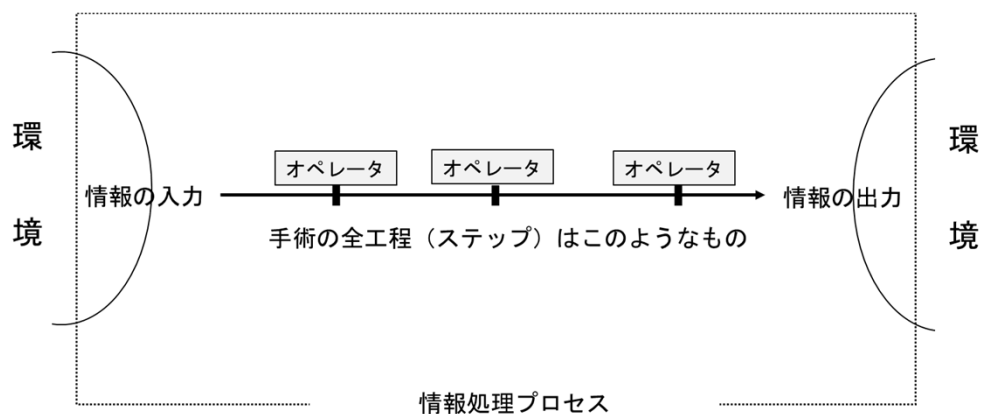 環境
情報の入力
オペレータ
オペレータ
オペレータ
手術の全工程（ステップ）はこのようなもの
情報の出力
環境
情報処理プロセス